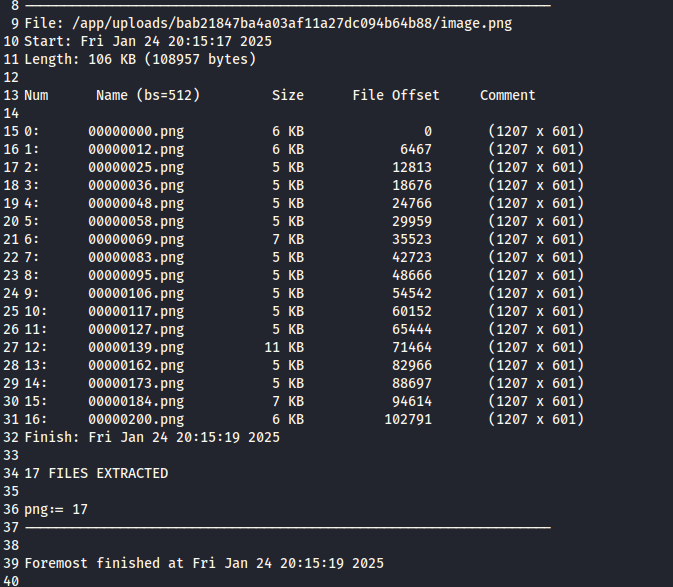 8 ------------------------------------------------------------------
9 File: /app/uploads/bab21847ba4a03af11a27dc094b64b88/image.png
10 Start: Fri Jan 24 20:15:17 2025
11 Length: 106 KB (108957 bytes)
12
13 Num      Name (bs=512)         Size      File Offset     Comment
14
15 0:      00000000.png           6 KB               0       (1207 x 601)
16 1:      00000012.png           6 KB            6467       (1207 x 601)
17 2:      00000025.png           5 KB           12813       (1207 x 601)
18 3:      00000036.png           5 KB           18676       (1207 x 601)
19 4:      00000048.png           5 KB           24766       (1207 x 601)
20 5:      00000058.png           5 KB           29959       (1207 x 601)
21 6:      00000069.png           7 KB           35523       (1207 x 601)
22 7:      00000083.png           5 KB           42723       (1207 x 601)
23 8:      00000095.png           5 KB           48666       (1207 x 601)
24 9:      00000106.png           5 KB           54542       (1207 x 601)
25 10:     00000117.png           5 KB           60152       (1207 x 601)
26 11:     00000127.png           5 KB           65444       (1207 x 601)
27 12:     00000139.png          11 KB           71464       (1207 x 601)
28 13:     00000162.png           5 KB           82966       (1207 x 601)
29 14:     00000173.png           5 KB           88697       (1207 x 601)
30 15:     00000184.png           7 KB           94614       (1207 x 601)
31 16:     00000200.png           6 KB          102791       (1207 x 601)
32 Finish: Fri Jan 24 20:15:19 2025
33
34 17 FILES EXTRACTED
35
36 png:= 17
37 ------------------------------------------------------------------
38
39 Foremost finished at Fri Jan 24 20:15:19 2025
40